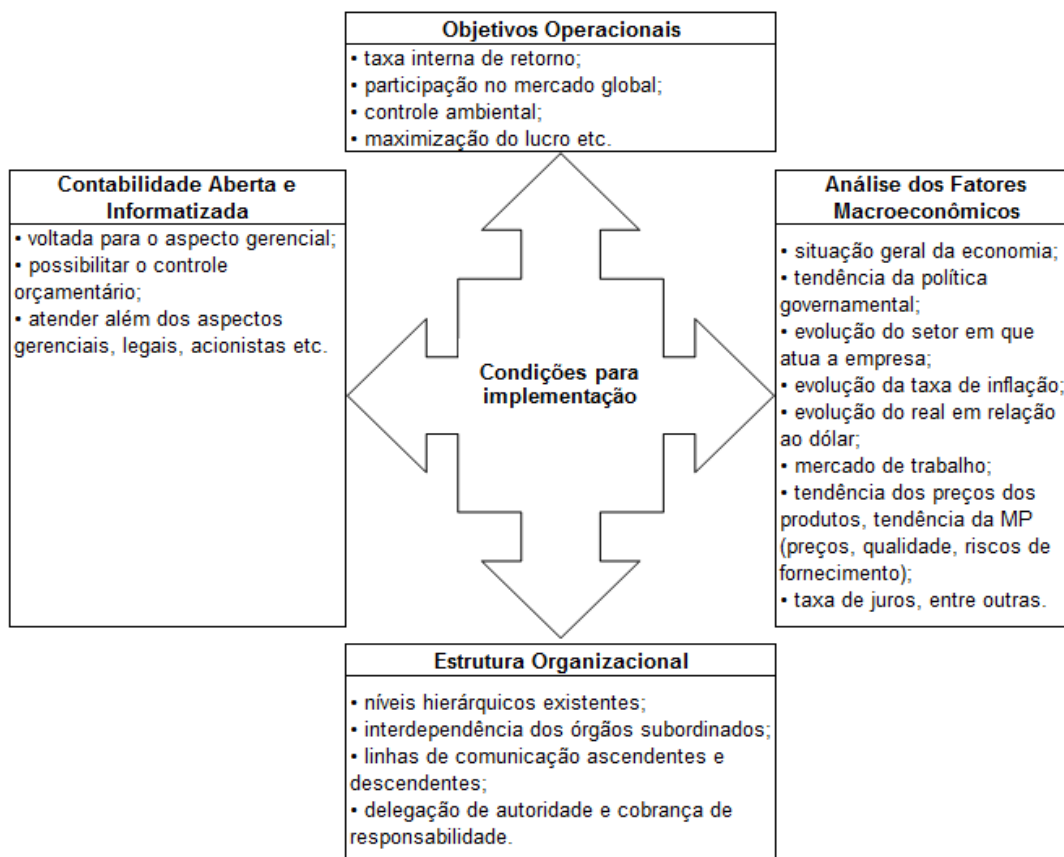 Objetivos Operacionais
• taxa interna de retorno;
• participação no mercado global;
• controle ambiental;
• maximização do lucro etc.
Contabilidade Aberta e
Informatizada
• voltada para o aspecto gerencial;
• possibilitar o controle
orçamentário;
• atender além dos aspectos
gerenciais, legais, acionistas etc.
Condições para
implementação
Análise dos Fatores
Macroeconômicos
• situação geral da economia;
• tendência da política
governamental;
• evolução do setor em que
atua a empresa;
• evolução da taxa de inflação;
• evolução do real em relação
ao dólar;
• mercado de trabalho;
• tendência dos preços dos
produtos, tendência da MP
(preços, qualidade, riscos de
fornecimento);
• taxa de juros, entre outras.
Estrutura Organizacional
• níveis hierárquicos existentes;
• interdependência dos órgãos subordinados;
• linhas de comunicação ascendentes e
descendentes;
• delegação de autoridade e cobrança de
responsabilidade.